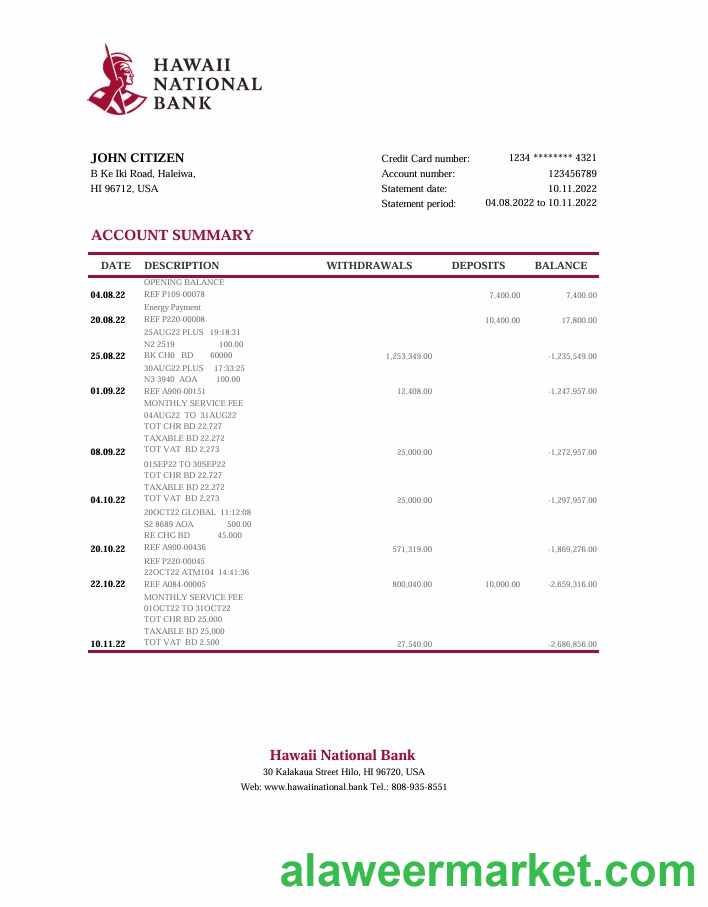 HAWAII
NATIONAL
BANK
JOHN CITIZEN
B Ke Iki Road, Haleiwa,
HI 96712, USA
Credit Card number: 1234 ******** 4321
Account number: 123456789
Statement date: 10.11.2022
Statement period: 04.08.2022 to 10.11.2022
ACCOUNT SUMMARY
DATE DESCRIPTION WITHDRAWALS DEPOSITS BALANCE
OPENING BALANCE
04.08.22 REF P109-00078 7,400.00 7,400.00
Energy Payment
20.08.22 REF P220-00008 10,400.00 17,800.00
25AUG22 PLUS 19:18:31
N2 2519 100.00
25.08.22 BK CH0 BD 60000 1,253,349.00 -1,235,549.00
30AUG22 PLUS 17:33:25
N3 3940 AOA 100.00
01.09.22 REF A900-00151 12,408.00 -1,247,957.00
MONTHLY SERVICE FEE
04AUG22 TO 31AUG22
TOT CHR BD 22.727
TAXABLE BD 22.272
08.09.22 TOT VAT BD 2,273 25,000.00 -1,272,957.00
01SEP22 TO 30SEP22
TOT CHR BD 22.727
TAXABLE BD 22.272
04.10.22 TOT VAT BD 2,273 25,000.00 -1,297,957.00
20OCT22 GLOBAL 11:12:08
S2 8689 AOA 500.00
RE CHG BD 45.000
20.10.22 REF A900-00436 571,319.00 -1,869,276.00
REF P220-00045
22OCT22 ATM104 14:41:36
22.10.22 REF A084-00005 800,040.00 10,000.00 -2,659,316.00
MONTHLY SERVICE FEE
01OCT22 TO 31OCT22
TOT CHR BD 25.000
TAXABLE BD 25,000
10.11.22 TOT VAT BD 2.500 27,540.00 -2,686,856.00
Hawaii National Bank
30 Kalakaua Street Hilo, HI 96720, USA
Web: www.hawaiinational.bank Tel.: 808-935-8551
alaweermarket.com